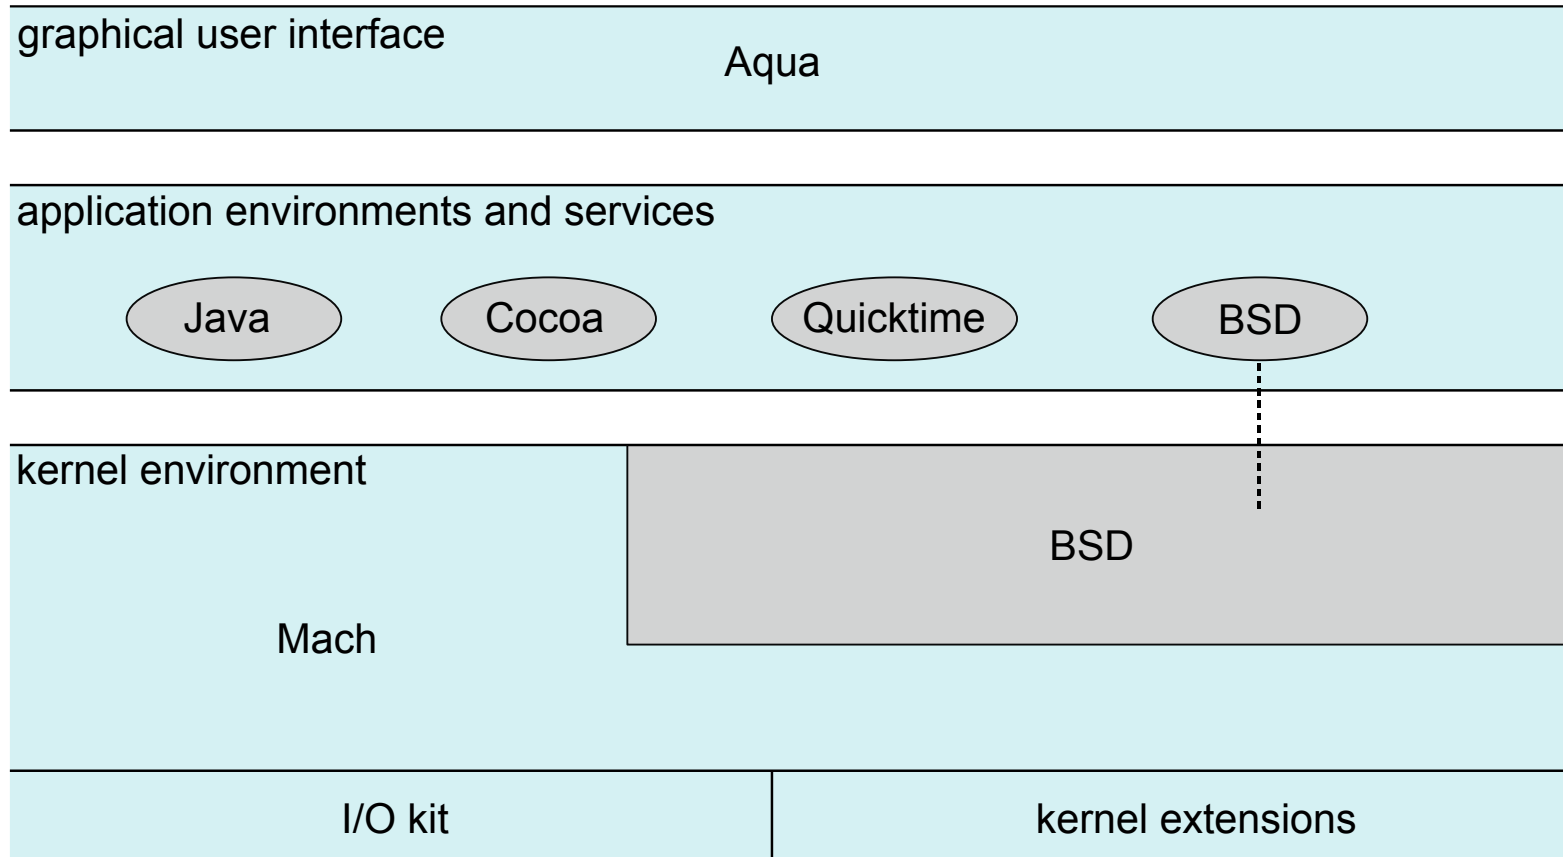 graphical user interface
Aqua
application environments and services
Java
Cocoa
Quicktime
BSD
kernel environment
BSD
Mach
I/O kit
kernel extensions